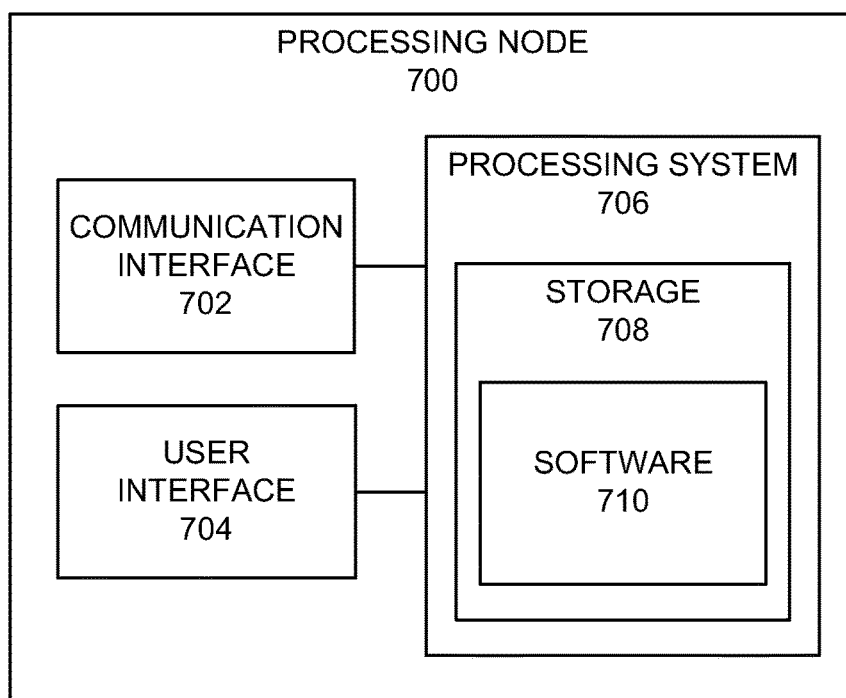 PROCESSING NODE
700
COMMUNICATION
INTERFACE
702
USER
INTERFACE
704
PROCESSING SYSTEM
706
STORAGE
708
SOFTWARE
710